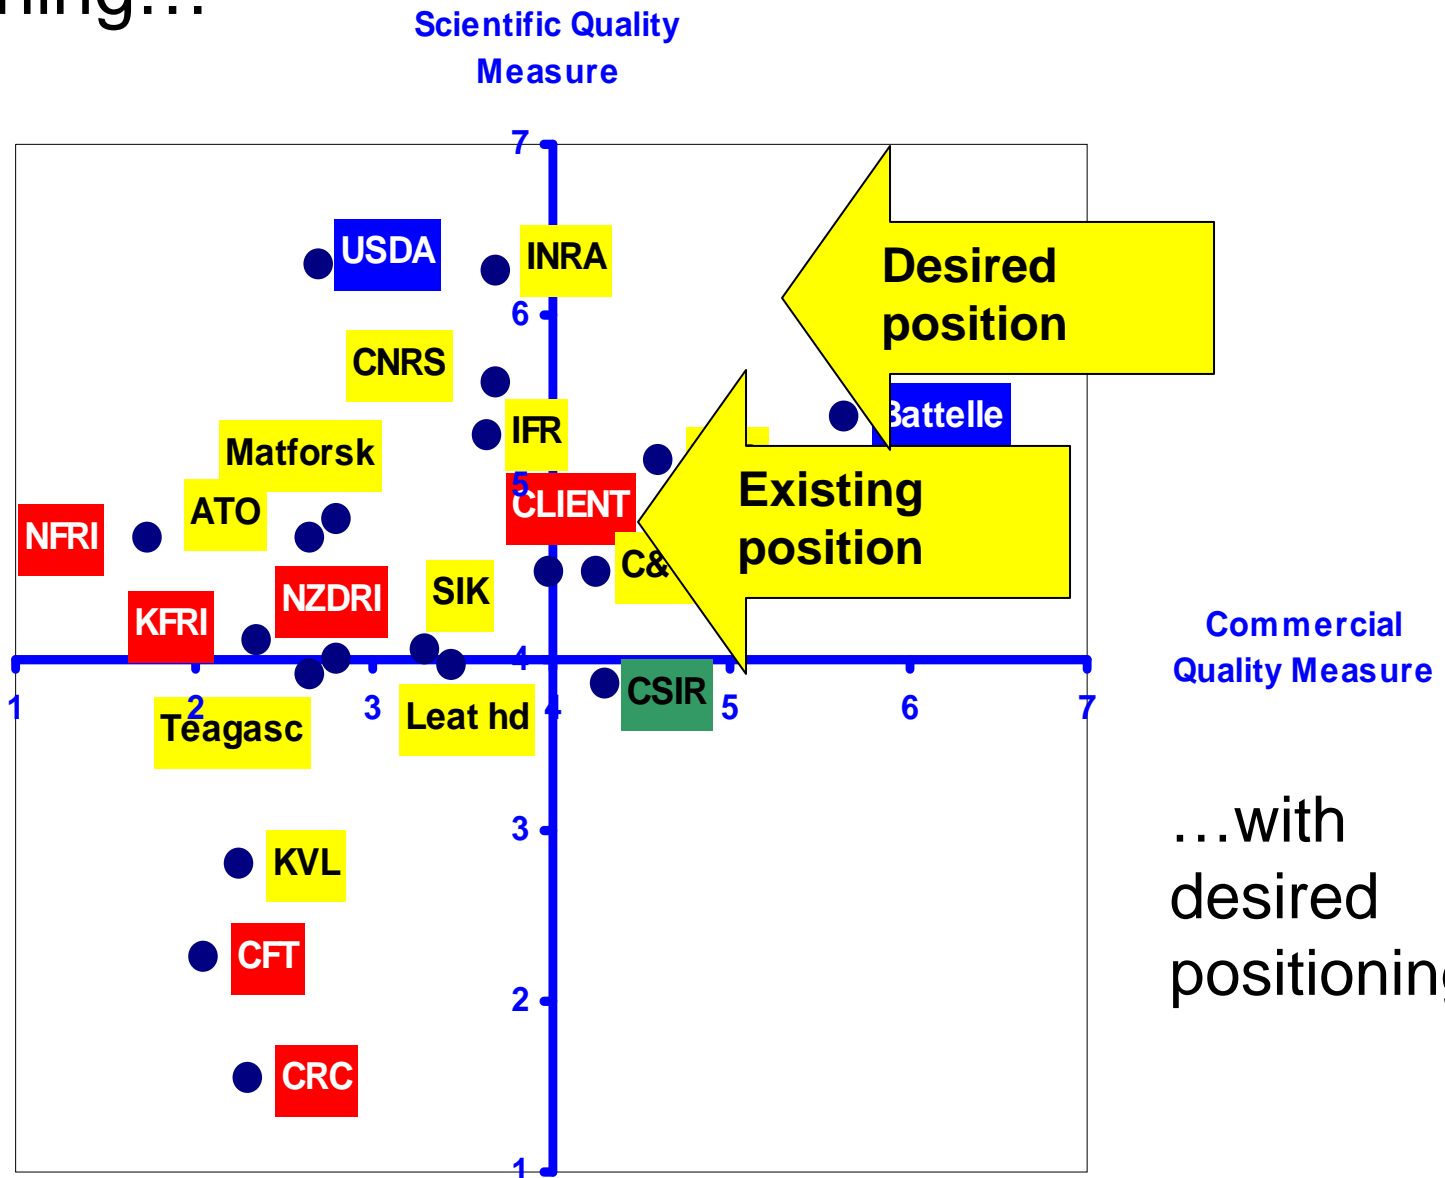 Scientific Quality
Measure
7
USDA
INRA
Desired
position
6
CNRS
Battelle
IFR
Matforsk
5
CLIENT
Existing
position
ATO
NFRI
C&
SIK
NZDRI
KFRI
Commercial
Quality Measure
4
1
2
3
4
5
6
7
CSIR
Teagasc
Leat hd
3
…with
desired
KVL
CFT
positioning
2
CRC
1